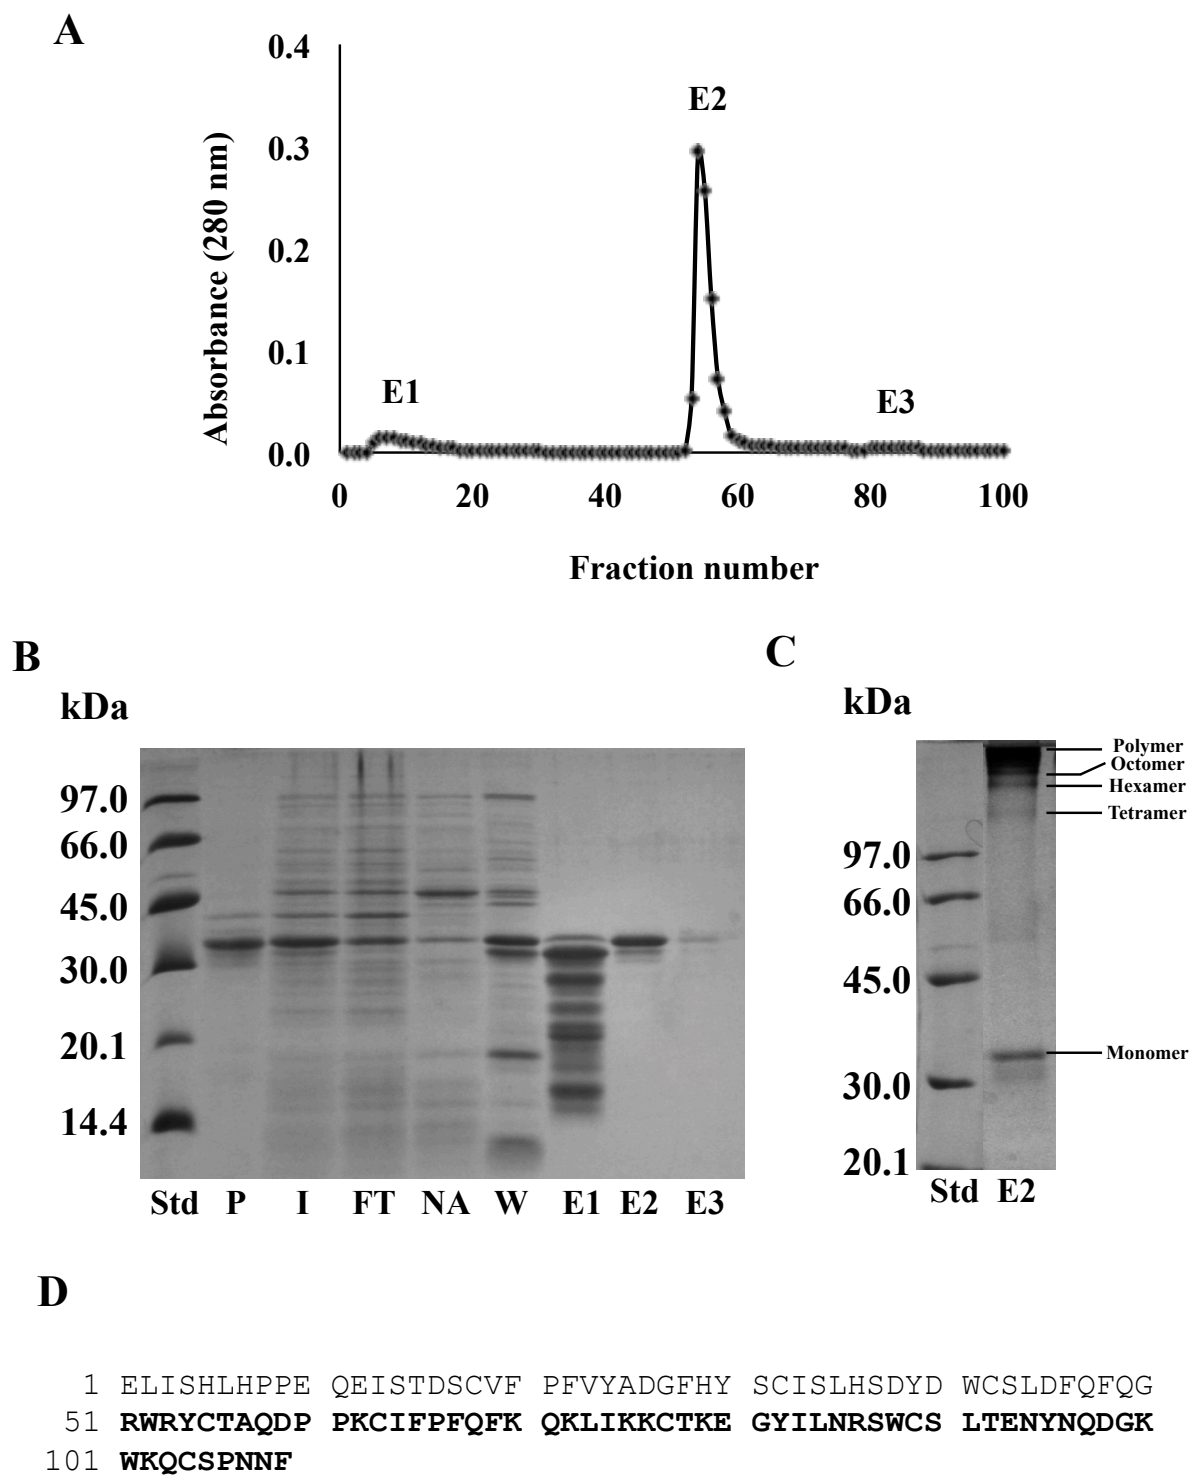 A
0.4
0.3
0.2
0.1
0.0
Absorbance (280 nm)
E1
E2
E3
0 20 40 60 80 100
Fraction number
B
kDa
97.0
66.0
45.0
30.0
20.1
14.4
Std P I FT NA W E1 E2 E3
C
kDa
97.0
66.0
45.0
30.0
20.1
Polymer
Octomer
Hexamer
Tetramer
Monomer
Std E2
D
1 ELISHLHPPE QEISTDSCVF PFVYADGFHY SCISLHSDYD WCSLDFQFQG
51 RWRYCTAQDP PKCIFPFQFK QKLIKKCTKE GYILNRSWCS LTENYNQDGK
101 WKQCSPNNF